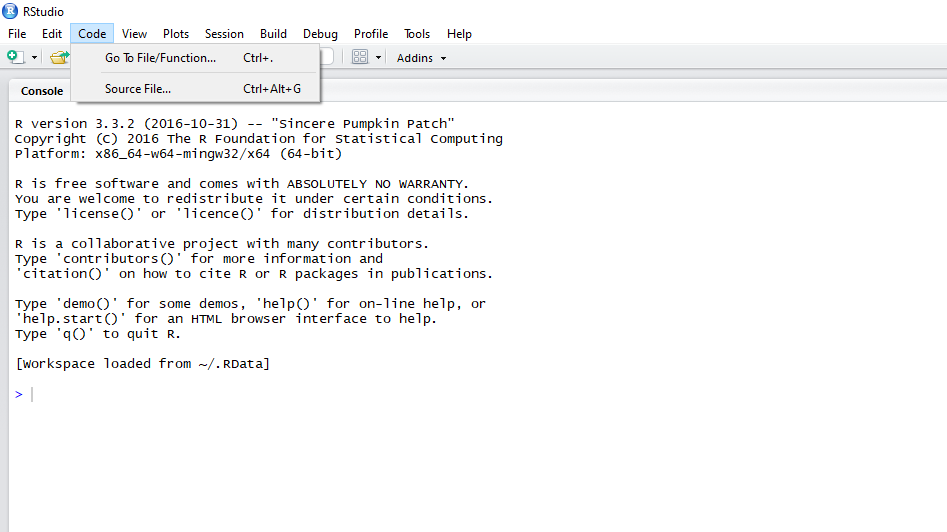 RStudio
File Edit Code View Plots Session Build Debug Profile Tools Help
Go To File/Function... Ctrl+.
Addins
Source File... Ctrl+Alt+G
Console
R version 3.3.2 (2016-10-31) -- "Sincere Pumpkin Patch"
Copyright (C) 2016 The R Foundation for Statistical Computing
Platform: x86_64-w64-mingw32/x64 (64-bit)
R is free software and comes with ABSOLUTELY NO WARRANTY.
You are welcome to redistribute it under certain conditions.
Type 'license()' or 'licence()' for distribution details.
R is a collaborative project with many contributors.
Type 'contributors()' for more information and
'citation()' on how to cite R or R packages in publications.
Type 'demo()' for some demos, 'help()' for on-line help, or
'help.start()' for an HTML browser interface to help.
Type 'q()' to quit R.
[Workspace loaded from ~/.RData]
>